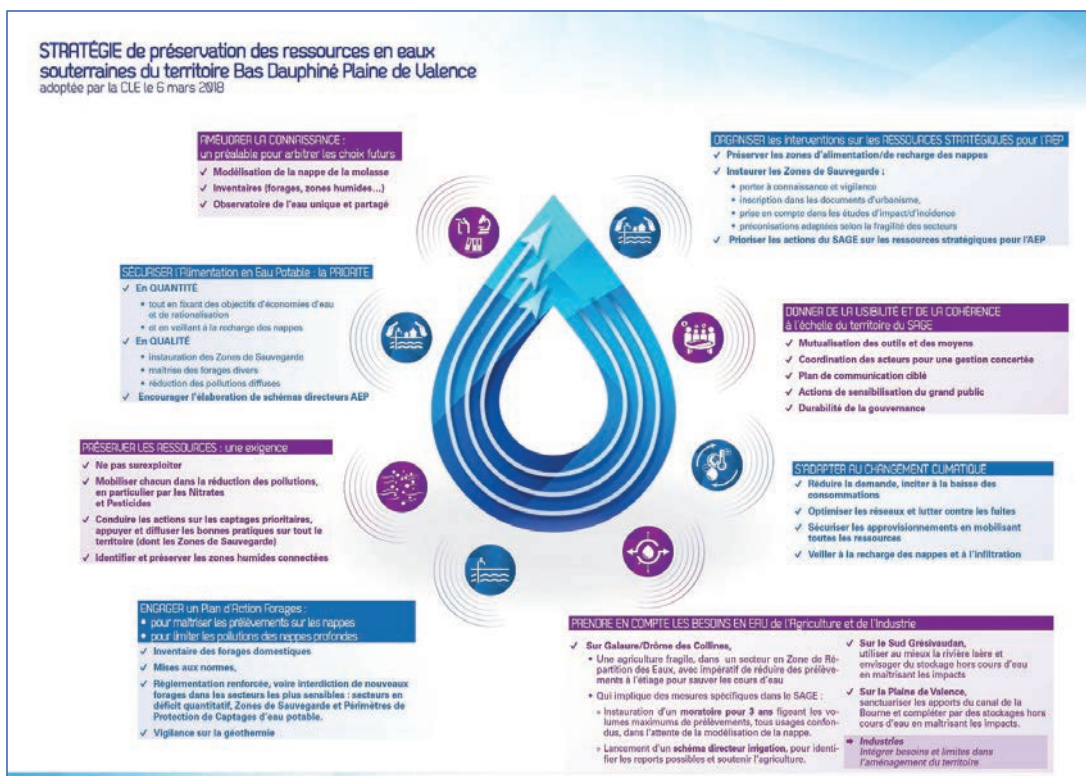 STRATÉGIE de préservation des ressources en eaux
souterraines du territoire Bas Dauphiné Plaine de Valence
adoptée par la CLE le 6 mars 2018
AMÉLIORER LA CONNAISSANCE :
un préalable pour arbitrer les choix futurs
✓ Modélisation de la nappe de la molasse
✓ Inventaires (forages, zones humides...)
✓ Observatoire de l'eau unique et partagé
SÉCURISER l'Alimentation en Eau Potable : la PRIORITÉ
✓ En QUANTITÉ
• tout en fixant des objectifs d'économies d'eau
et de rationalisation
• et en veillant à la recharge des nappes
✓ En QUALITÉ
• instauration des Zones de Sauvegarde
• maîtrise des forages divers
• réduction des pollutions diffuses
✓ Encourager l'élaboration de schémas directeurs AEP
PRÉSERVER LES RESSOURCES : une exigence
✓ Ne pas surexploiter
✓ Mobiliser chacun dans la réduction des pollutions,
en particulier par les Nitrates
et Pesticides
✓ Conduire les actions sur les captages prioritaires,
appuyer et diffuser les bonnes pratiques sur tout le
territoire (dont les Zones de Sauvegarde)
✓ Identifier et préserver les zones humides connectées
ENGAGER un Plan d'Action Forages :
• pour maîtriser les prélèvements sur les nappes
• pour limiter les pollutions des nappes profondes
✓ Inventaire des forages domestiques
✓ Mises aux normes,
✓ Règlementation renforcée, voire interdiction de nouveaux
forages dans les secteurs les plus sensibles : secteurs en
déficit quantitatif, Zones de Sauvegarde et Périmètres de
Protection de Captages d'eau potable.
✓ Vigilance sur la géothermie
ORGANISER les interventions sur les RESSOURCES STRATÉGIQUES pour l'AEP
✓ Préserver les zones d'alimentation/de recharge des nappes
✓ Instaurer les Zones de Sauvegarde :
• porter à connaissance et vigilance
• inscription dans les documents d'urbanisme,
• prise en compte dans les études d'impact/d'incidence
• préconisations adaptées selon la fragilité des secteurs
✓ Prioriser les actions du SAGE sur les ressources stratégiques pour l'AEP
DONNER DE LA LISIBILITÉ ET DE LA COHÉRENCE
à l'échelle du territoire du SAGE
✓ Mutualisation des outils et des moyens
✓ Coordination des acteurs pour une gestion concertée
✓ Plan de communication ciblé
✓ Actions de sensibilisation du grand public
✓ Durabilité de la gouvernance
S'ADAPTER AU CHANGEMENT CLIMATIQUE
✓ Réduire la demande, inciter à la baisse des
consommations
✓ Optimiser les réseaux et lutter contre les fuites
✓ Sécuriser les approvisionnements en mobilisant
toutes les ressources
✓ Veiller à la recharge des nappes et à l'infiltration
PRENDRE EN COMPTE LES BESOINS EN EAU de l'Agriculture et de l'Industrie
✓ Sur Galaure/Drôme des Collines,
• Une agriculture fragile, dans un secteur en Zone de Ré-
partition des Eaux, avec impératif de réduire des prélève-
ments à l'étiage pour sauver les cours d'eau
• Qui implique des mesures spécifiques dans le SAGE :
» Instauration d'un moratoire pour 3 ans figeant les vo-
lumes maximums de prélèvements, tous usages confon-
dus, dans l'attente de la modélisation de la nappe.
» Lancement d'un schéma directeur irrigation, pour identi-
fier les reports possibles et soutenir l'agriculture.
✓ Sur le Sud Grésivaudan,
utiliser au mieux la rivière Isère et
envisager du stockage hors cours d'eau
en maîtrisant les impacts
✓ Sur la Plaine de Valence,
sanctuariser les apports du canal de la
Bourne et compléter par des stockages hors
cours d'eau en maîtrisant les impacts.
➡ Industries
Intégrer besoins et limites dans
l'aménagement du territoire